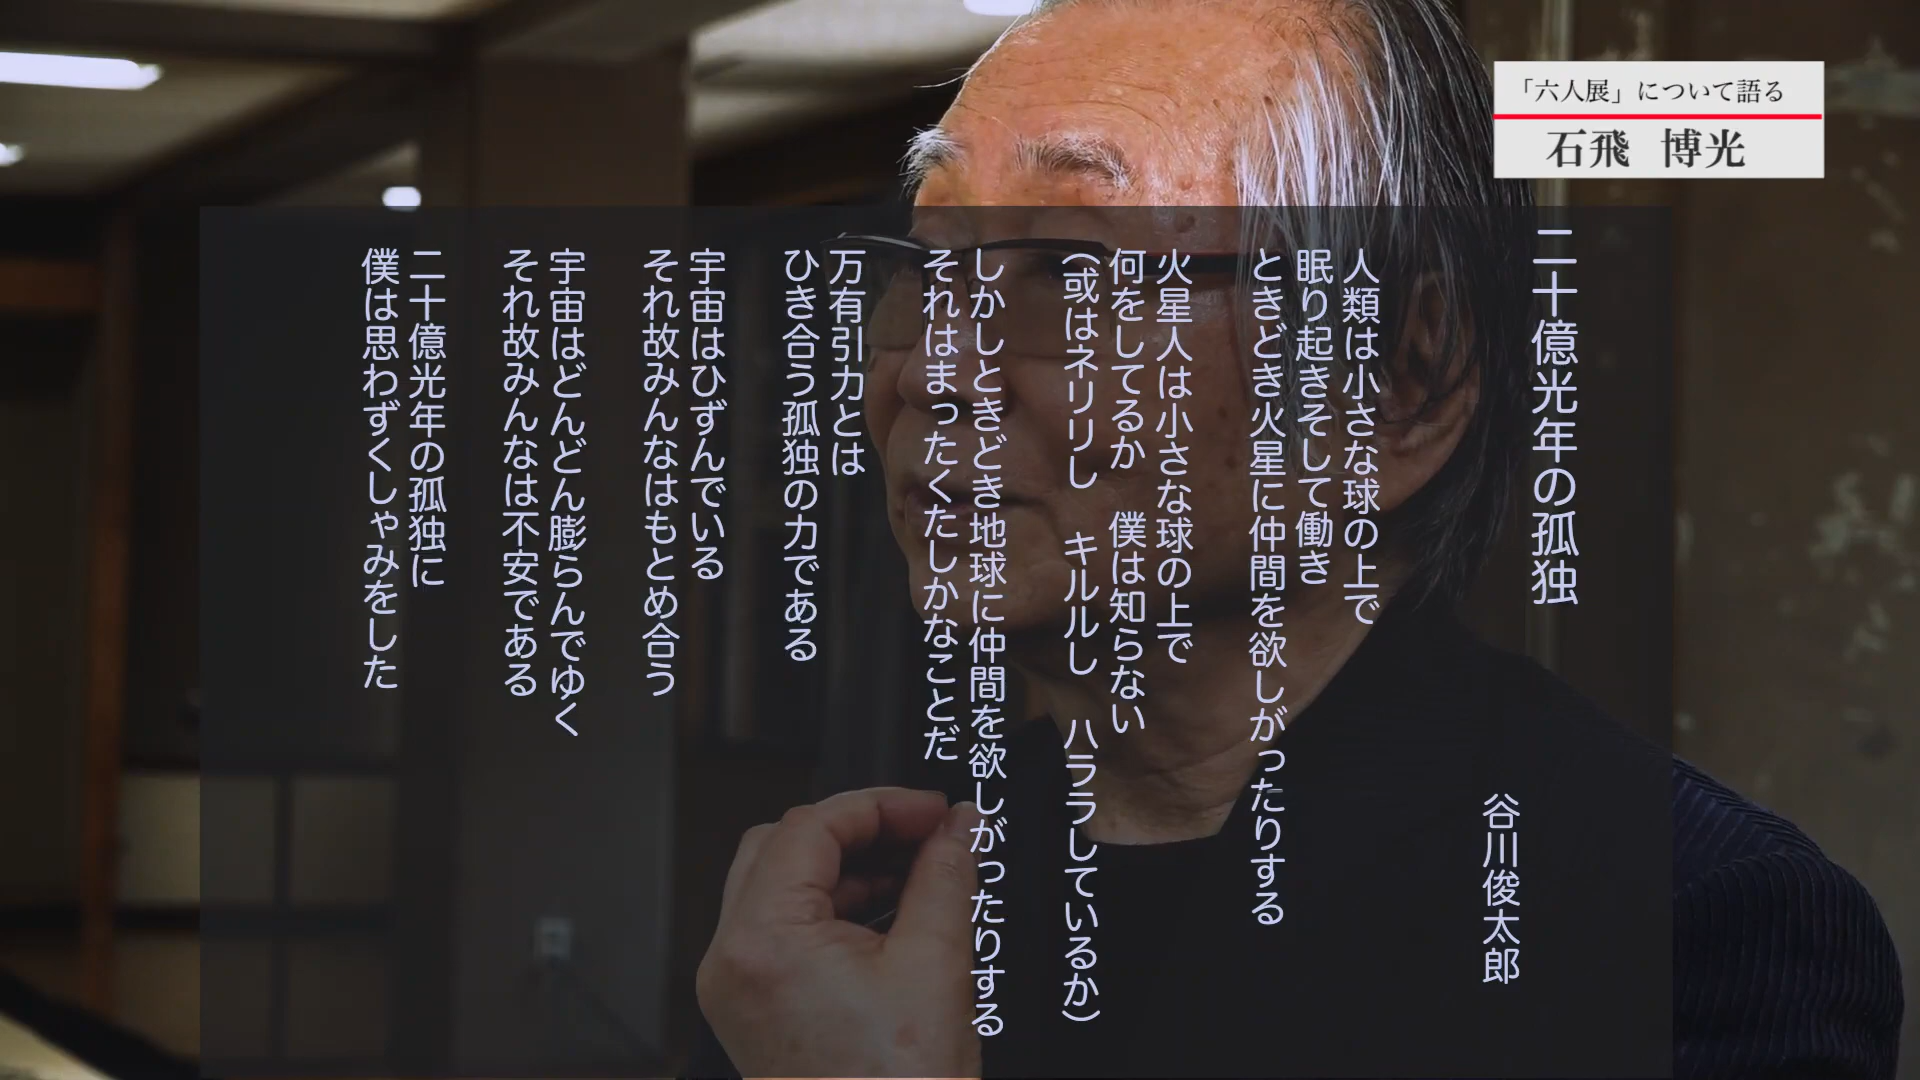 「六人展」について語る
石飛 博光
二十億光年の孤独
谷川俊太郎
人類は小さな球の上で
眠り起きそして働き
ときどき火星に仲間を欲しがったりする
火星人は小さな球の上で
何をしてるか 僕は知らない
(或はネリリし キルルし ハララしているか)
しかしときどき地球に仲間を欲しがったりする
それはまったくたしかなことだ
万有引力とは
ひき合う孤独の力である
宇宙はひずんでいる
それ故みんなはもとめ合う
宇宙はどんどん膨らんでゆく
それ故みんなは不安である
二十億光年の孤独に
僕は思わずくしゃみをした